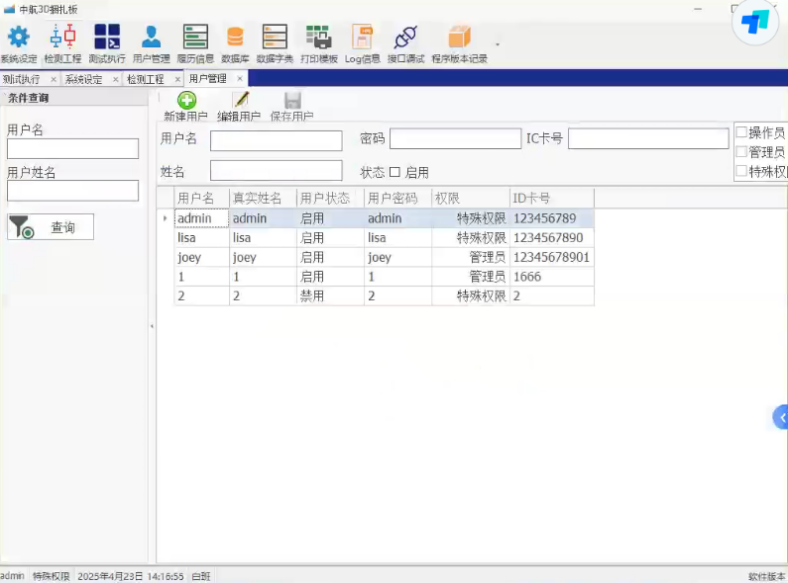 中航3D捆扎板
系统设定 检测工程 测试执行 用户管理 履历信息 数据库 数据字典 打印模板 Log信息 接口调试 程序版本记录
测试执行 × 系统设定 × 检测工程 × 用户管理 ×
条件查询
新建用户 编辑用户 保存用户
用户名
用户姓名
查询
用户名 密码 IC卡号 操作员
管理员
姓名 状态 启用 特殊权
用户名 真实姓名 用户状态 用户密码 权限 ID卡号
admin admin 启用 admin 特殊权限 123456789
lisa lisa 启用 lisa 特殊权限 1234567890
joey joey 启用 joey 管理员 12345678901
1 1 启用 1 管理员 1666
2 2 禁用 2 特殊权限 2
admin 特殊权限 2025年4月23日 14:16:55 白班 软件版本